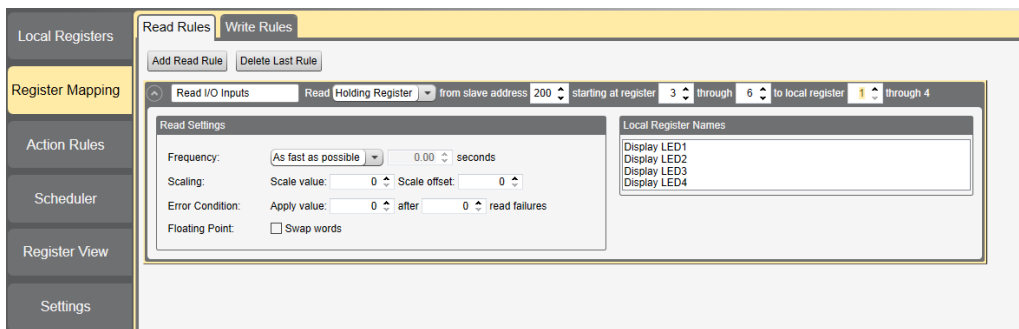 Local Registers
Register Mapping
Action Rules
Scheduler
Register View
Settings
Read Rules Write Rules
Add Read Rule Delete Last Rule
Read I/O Inputs Read Holding Register from slave address 200 starting at register 3 through 6 to local register 1 through 4
Read Settings
Frequency: As fast as possible 0.00 seconds
Scaling: Scale value: 0 Scale offset: 0
Error Condition: Apply value: 0 after 0 read failures
Floating Point: Swap words
Local Register Names
Display LED1
Display LED2
Display LED3
Display LED4